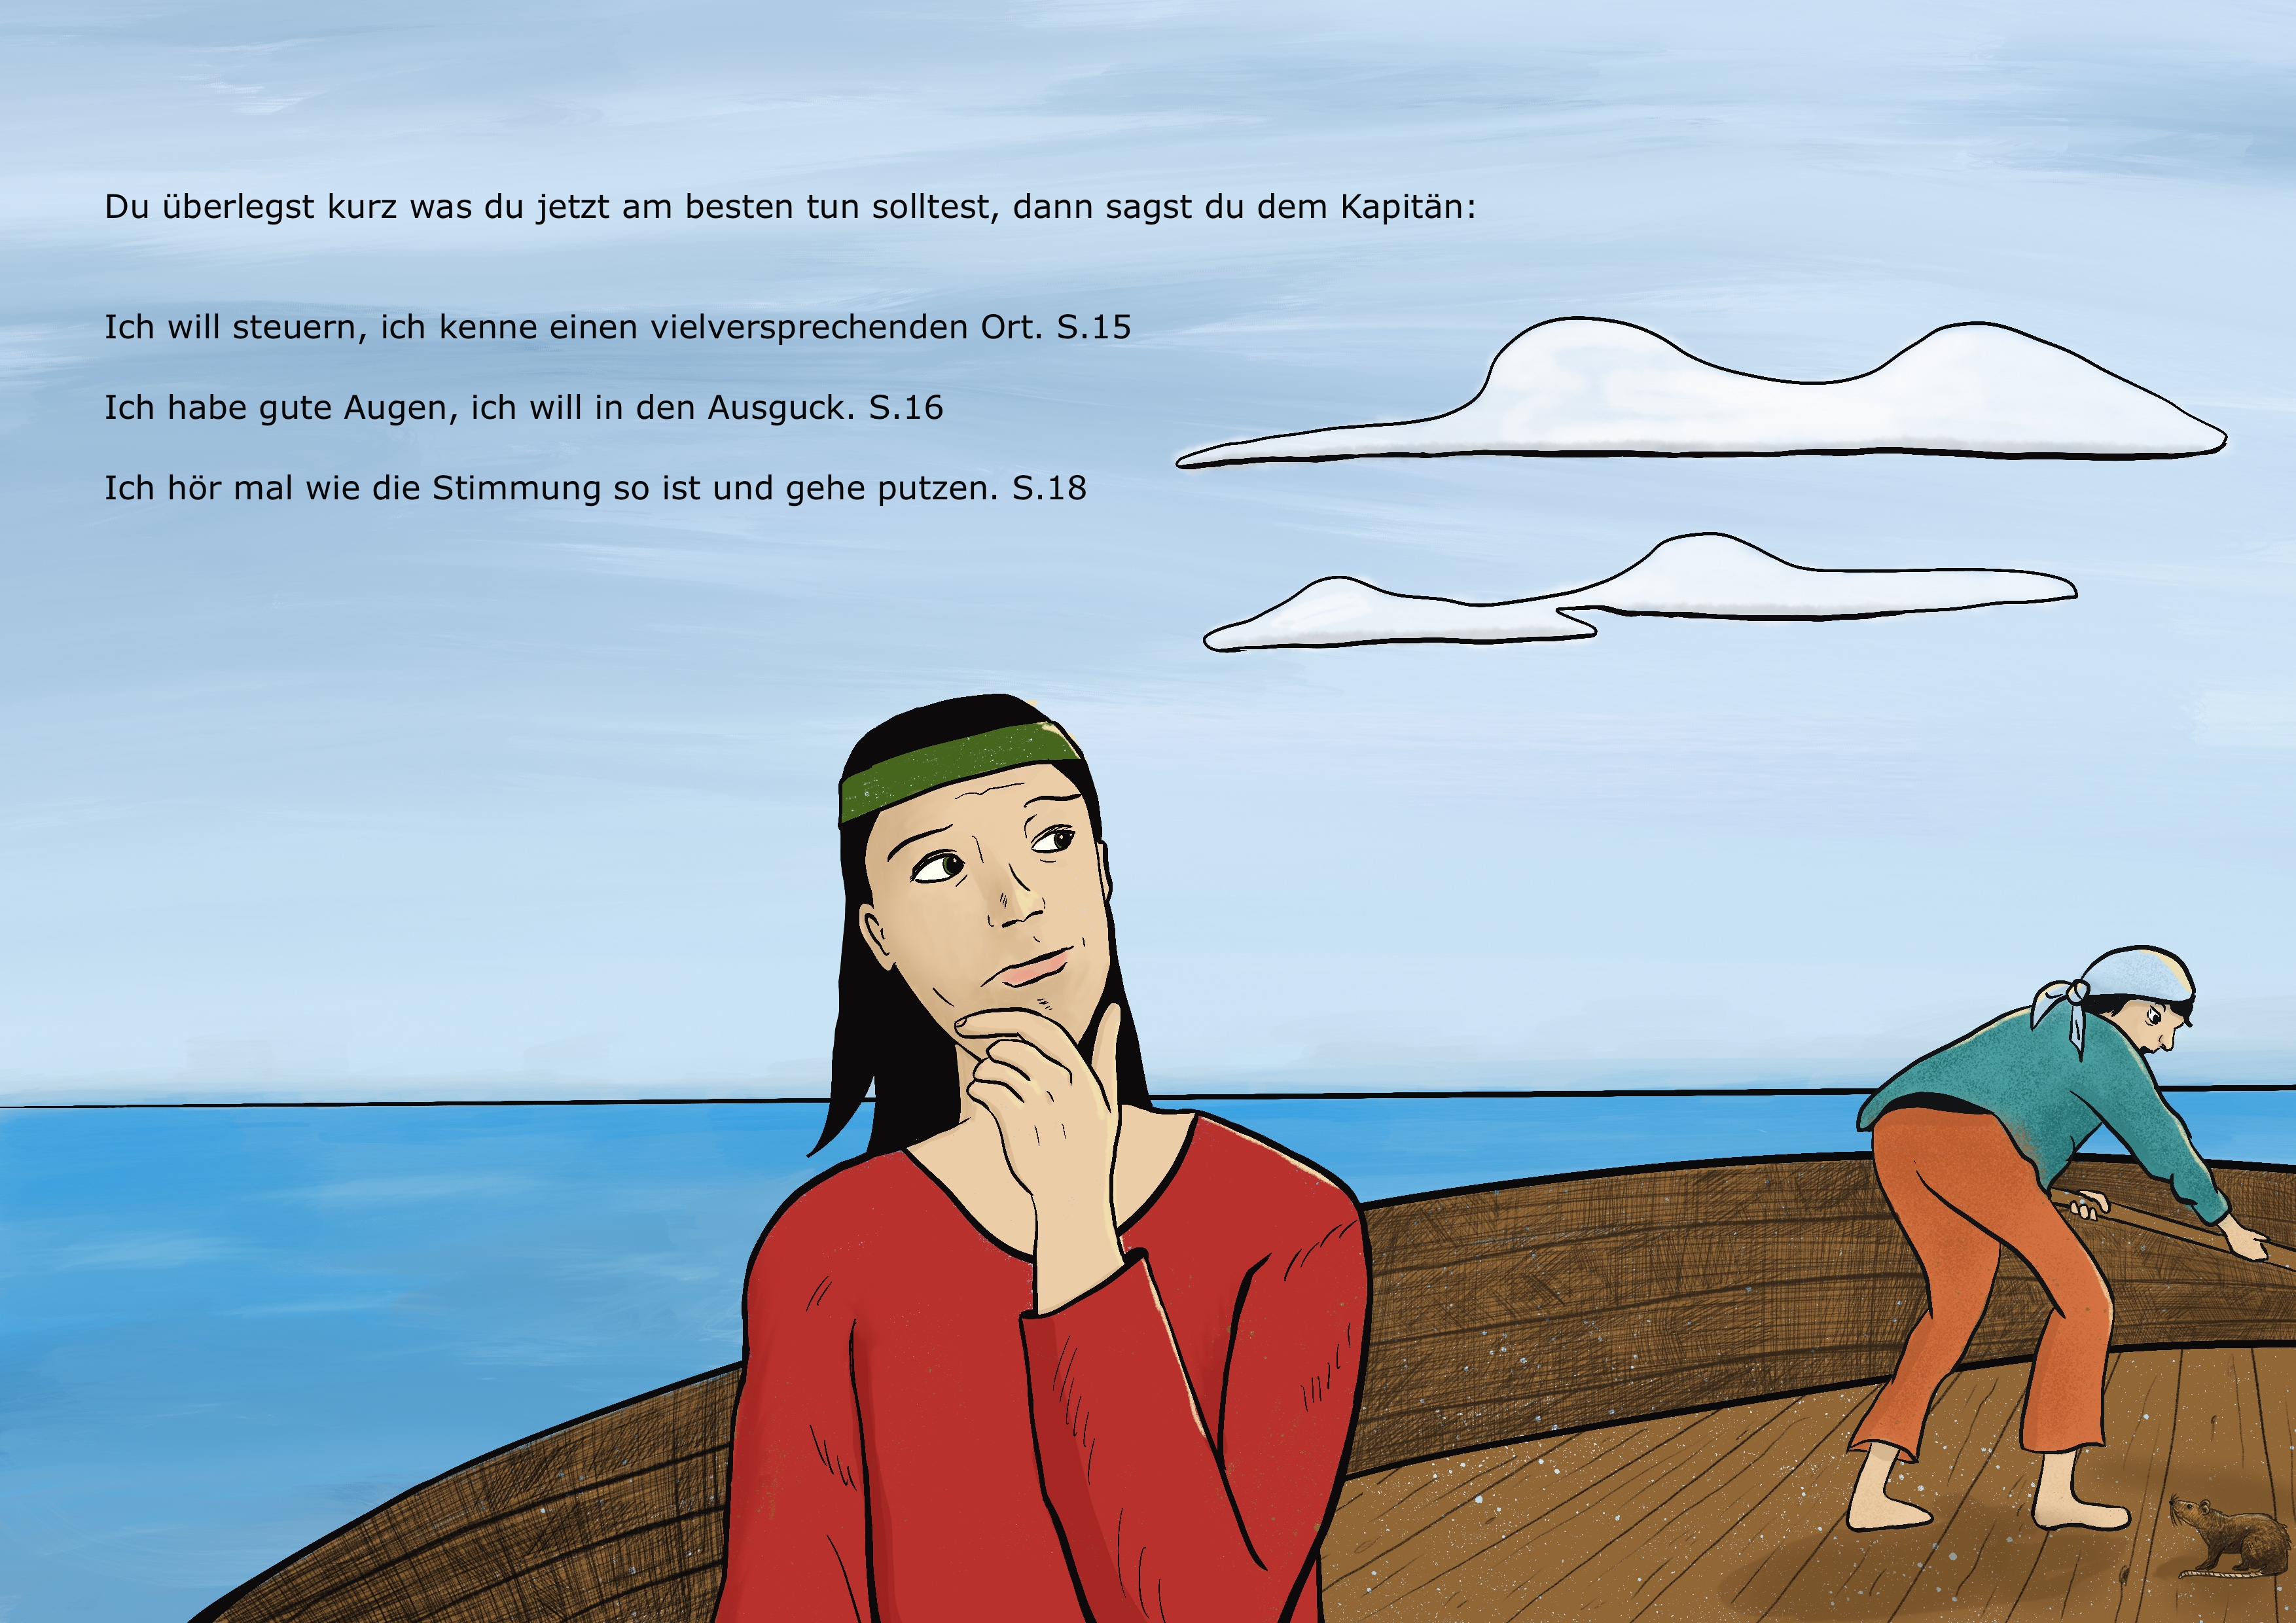 Du überlegst kurz was du jetzt am besten tun solltest, dann sagst du dem Kapitän:
Ich will steuern, ich kenne einen vielversprechenden Ort. S.15
Ich habe gute Augen, ich will in den Ausguck. S.16
Ich hör mal wie die Stimmung so ist und gehe putzen. S.18